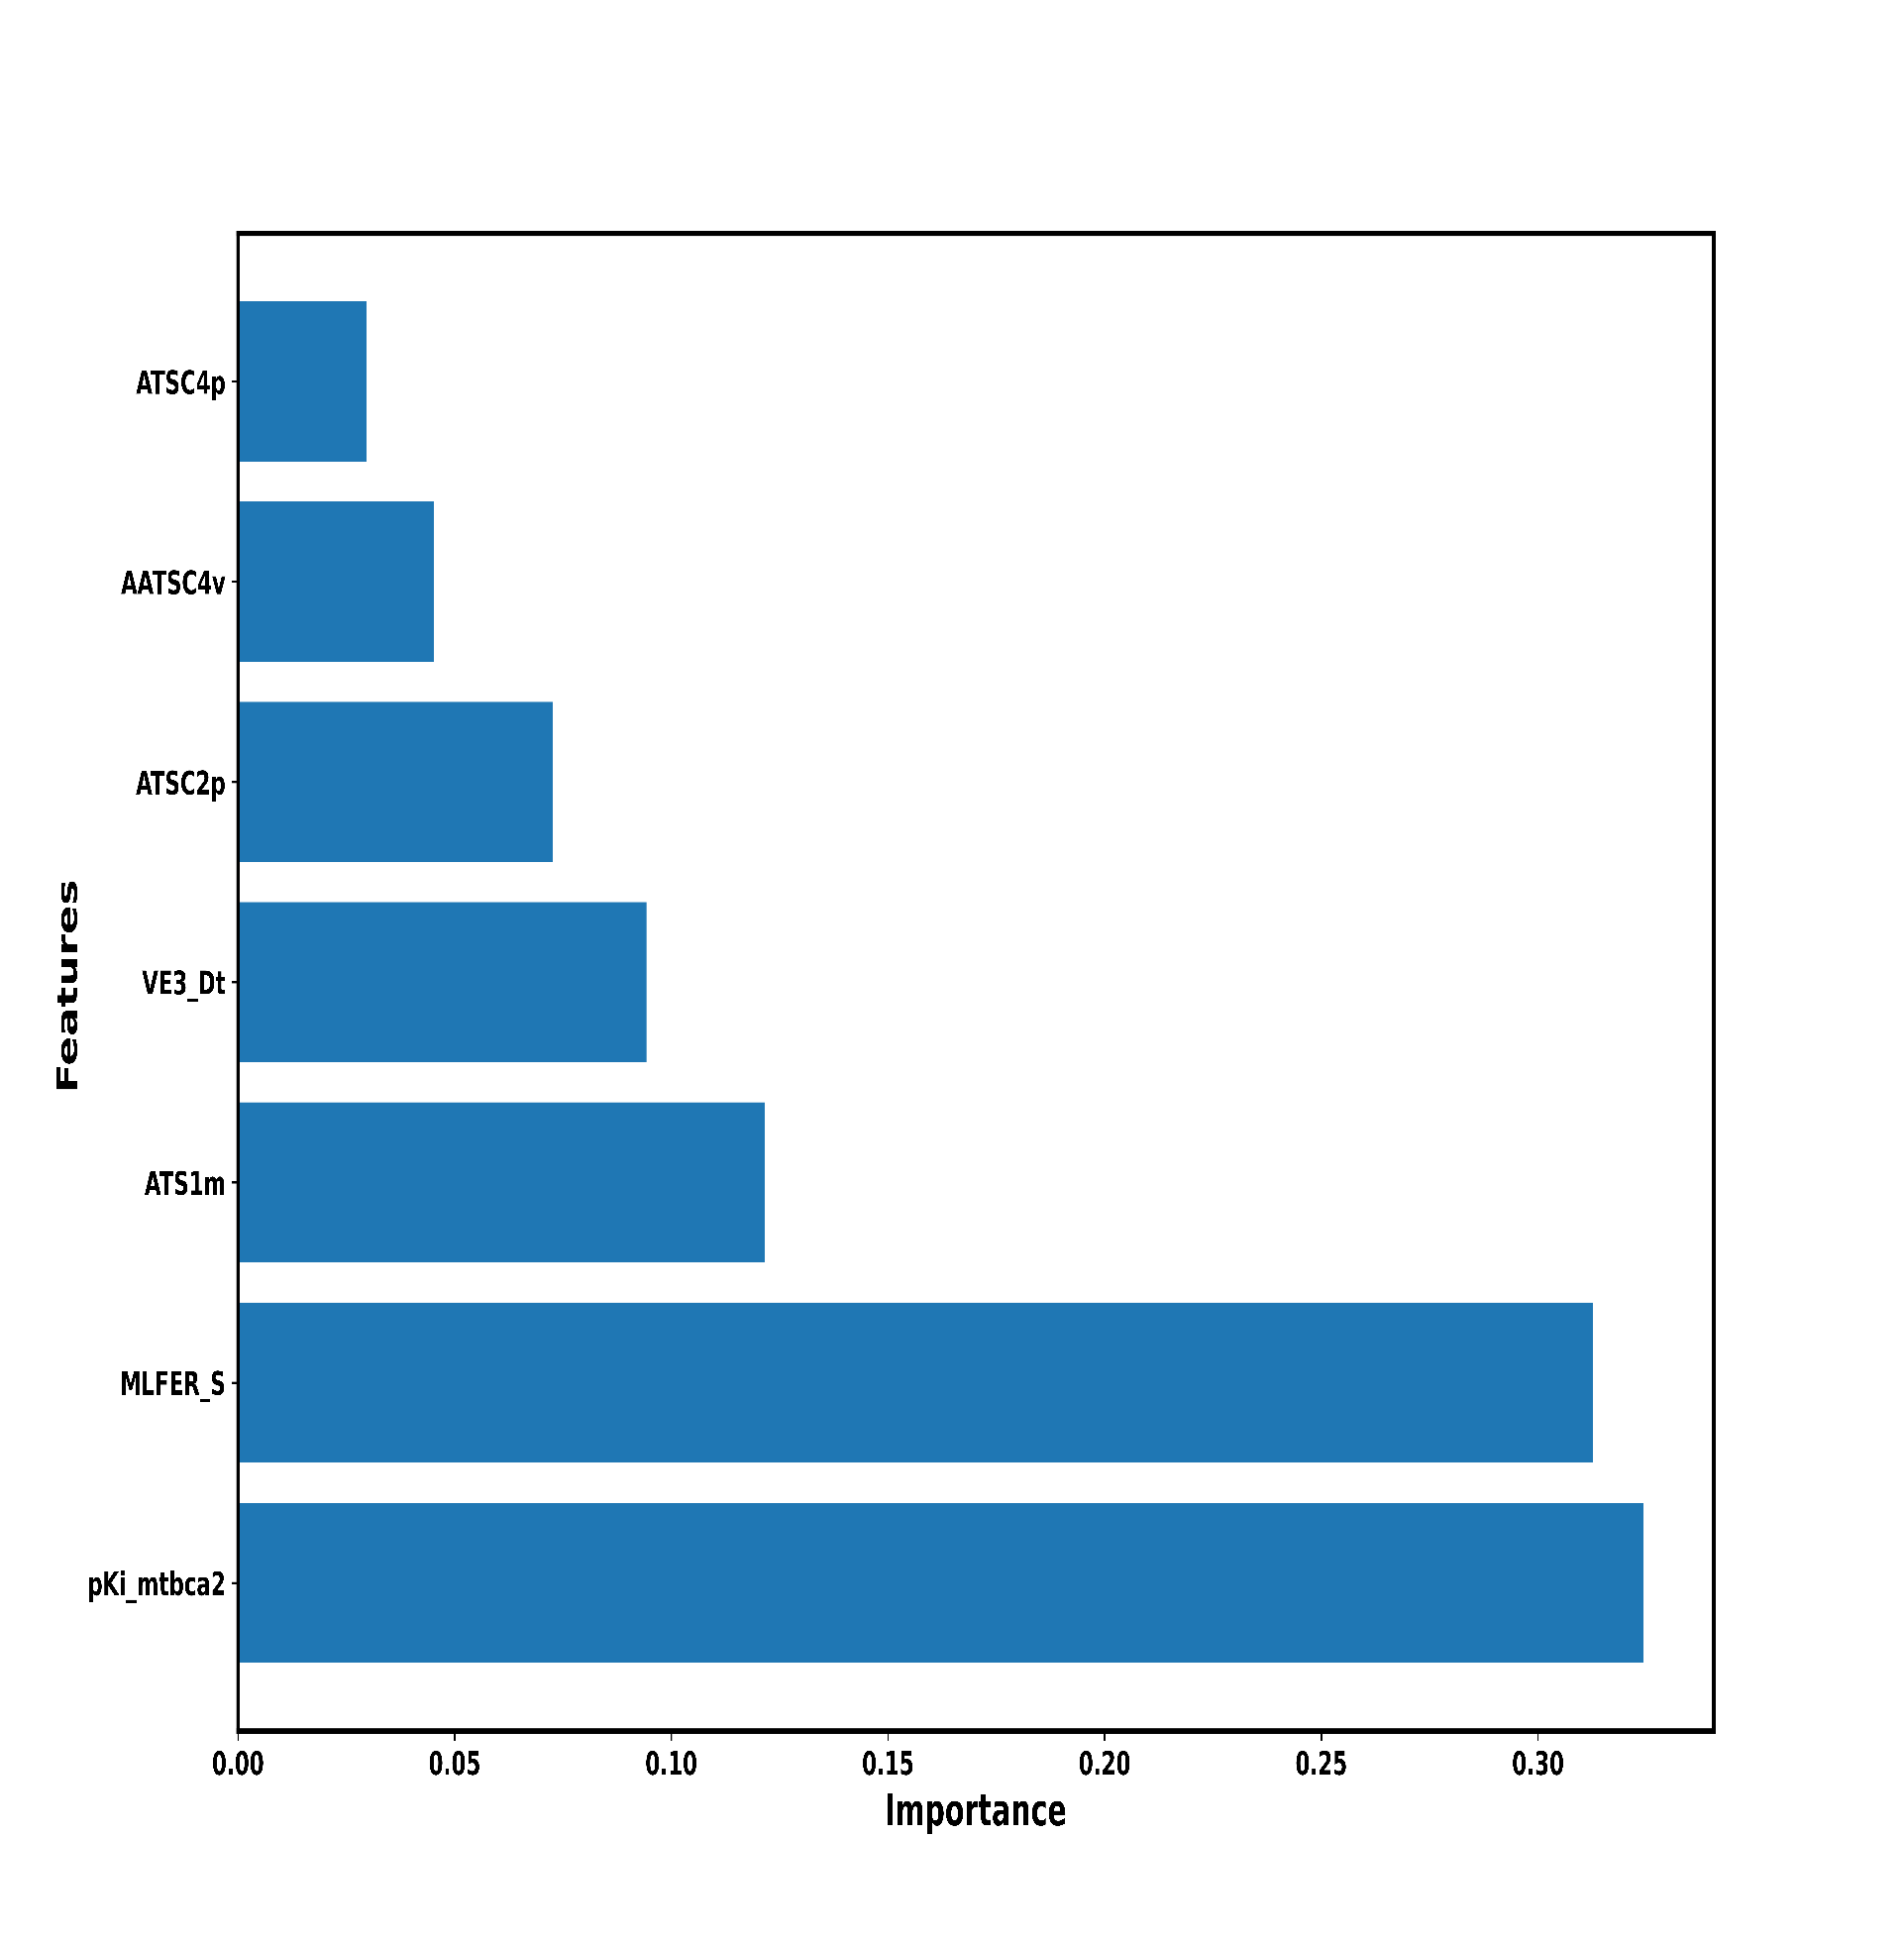 ATSC4p
AATSC4v
ATSC2p
VE3_Dt
ATS1m
MLFER_S
pKi_mtbca2
Features
0.00 0.05 0.10 0.15 0.20 0.25 0.30
Importance